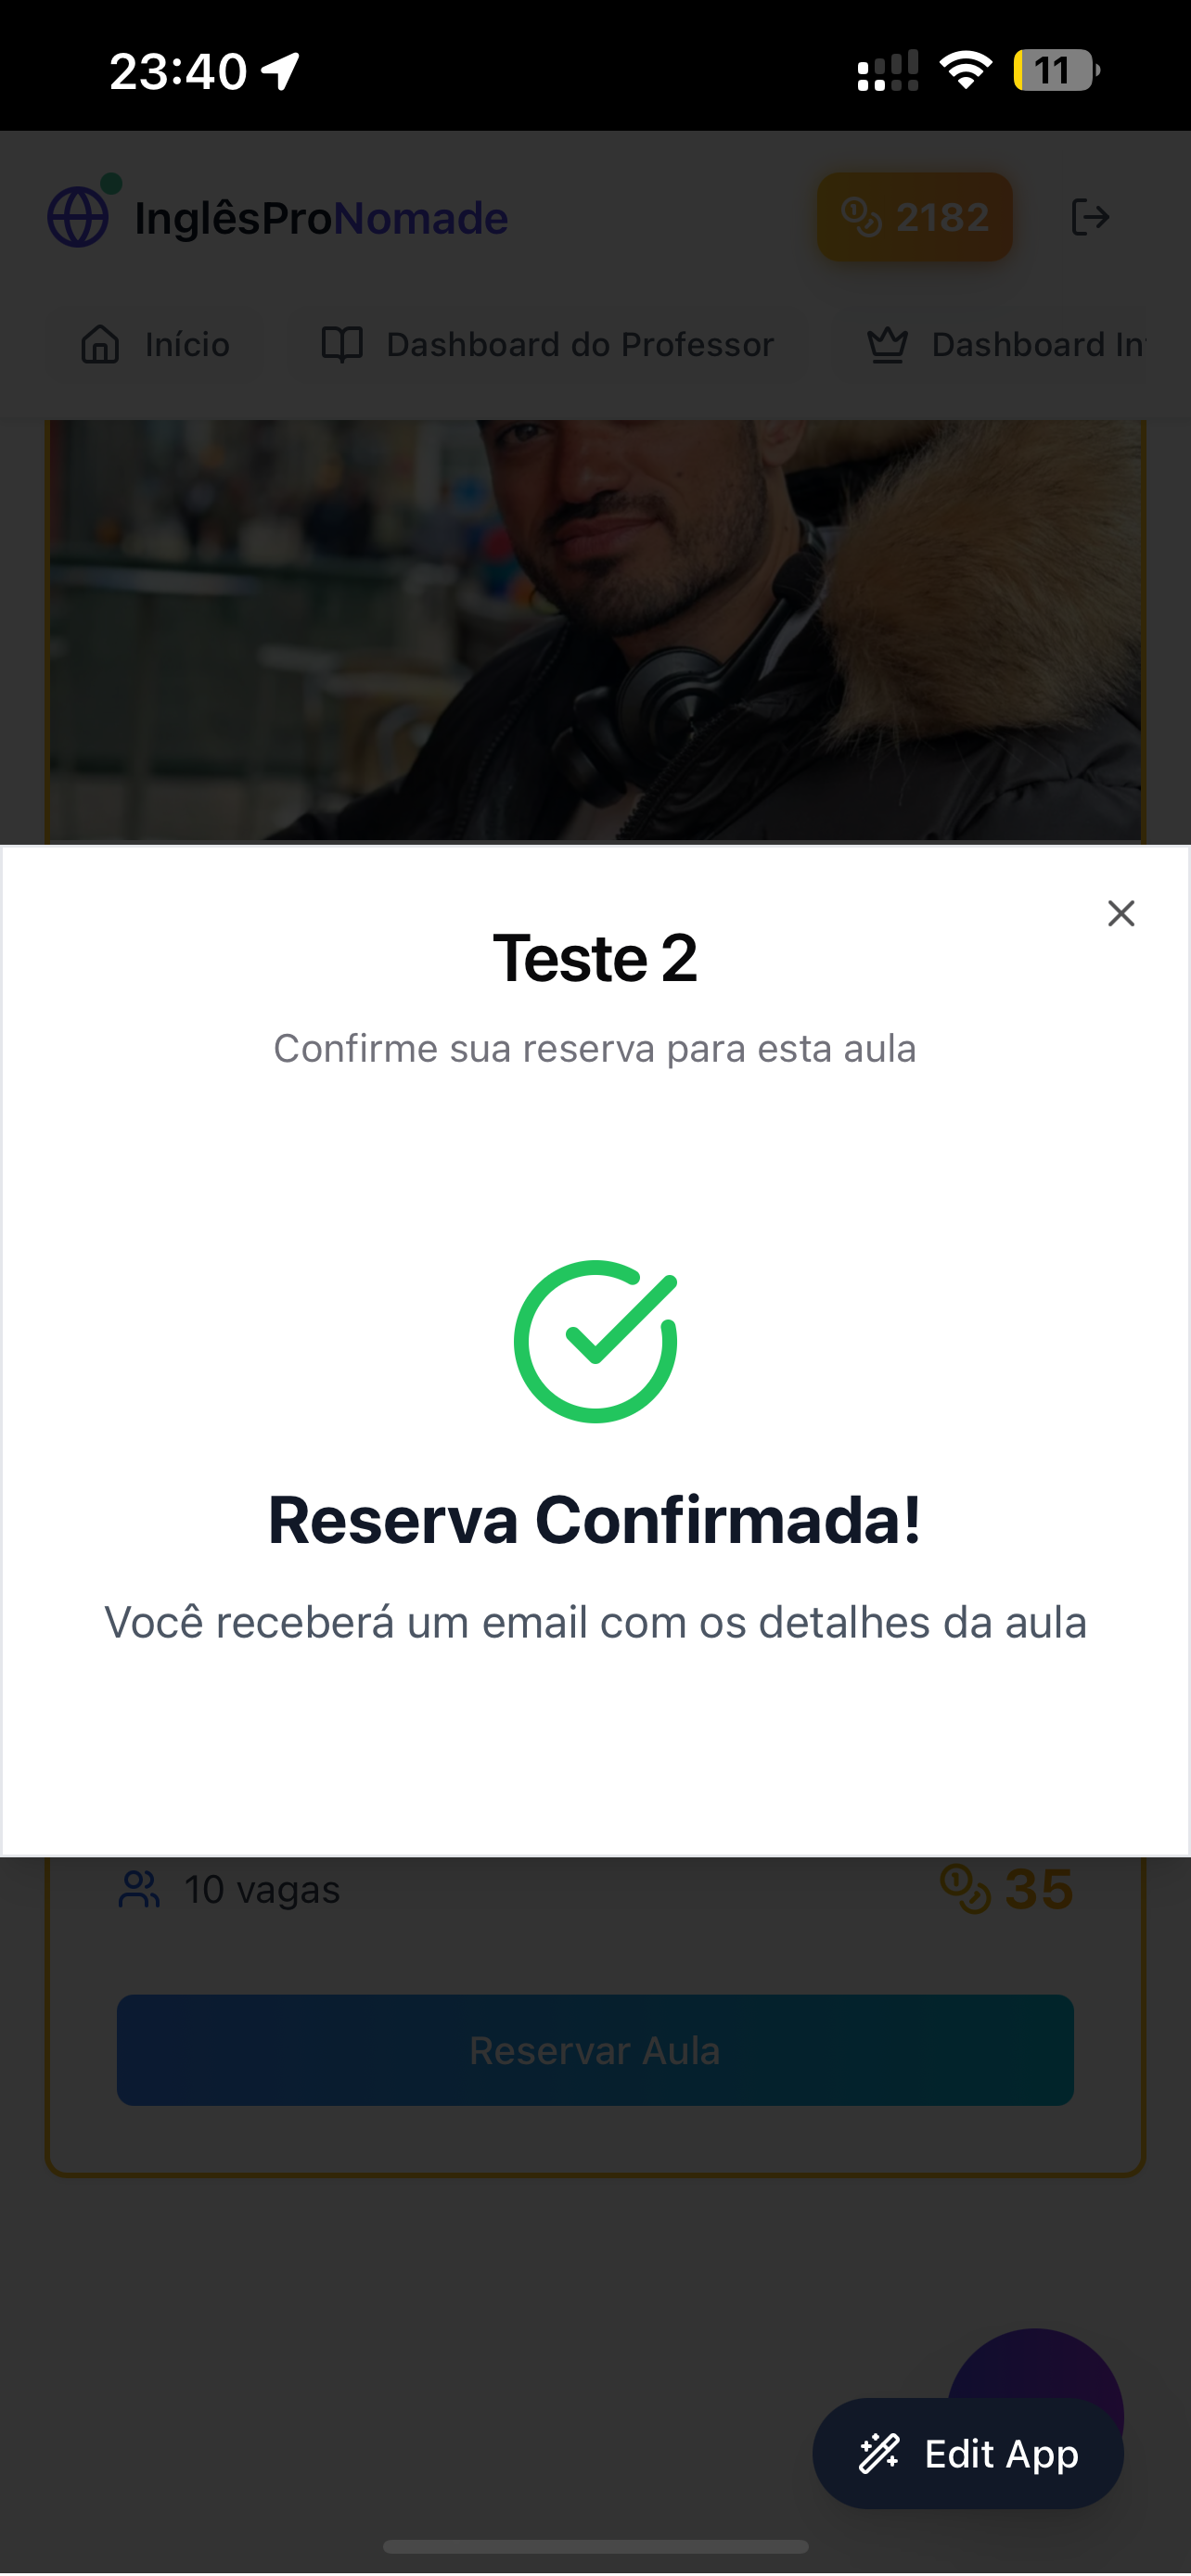 23:40
11
InglêsProNomade
2182
Início
Dashboard do Professor
Dashboard In
Teste 2
Confirme sua reserva para esta aula
Reserva Confirmada!
Você receberá um email com os detalhes da aula
10 vagas
35
Reservar Aula
Edit App